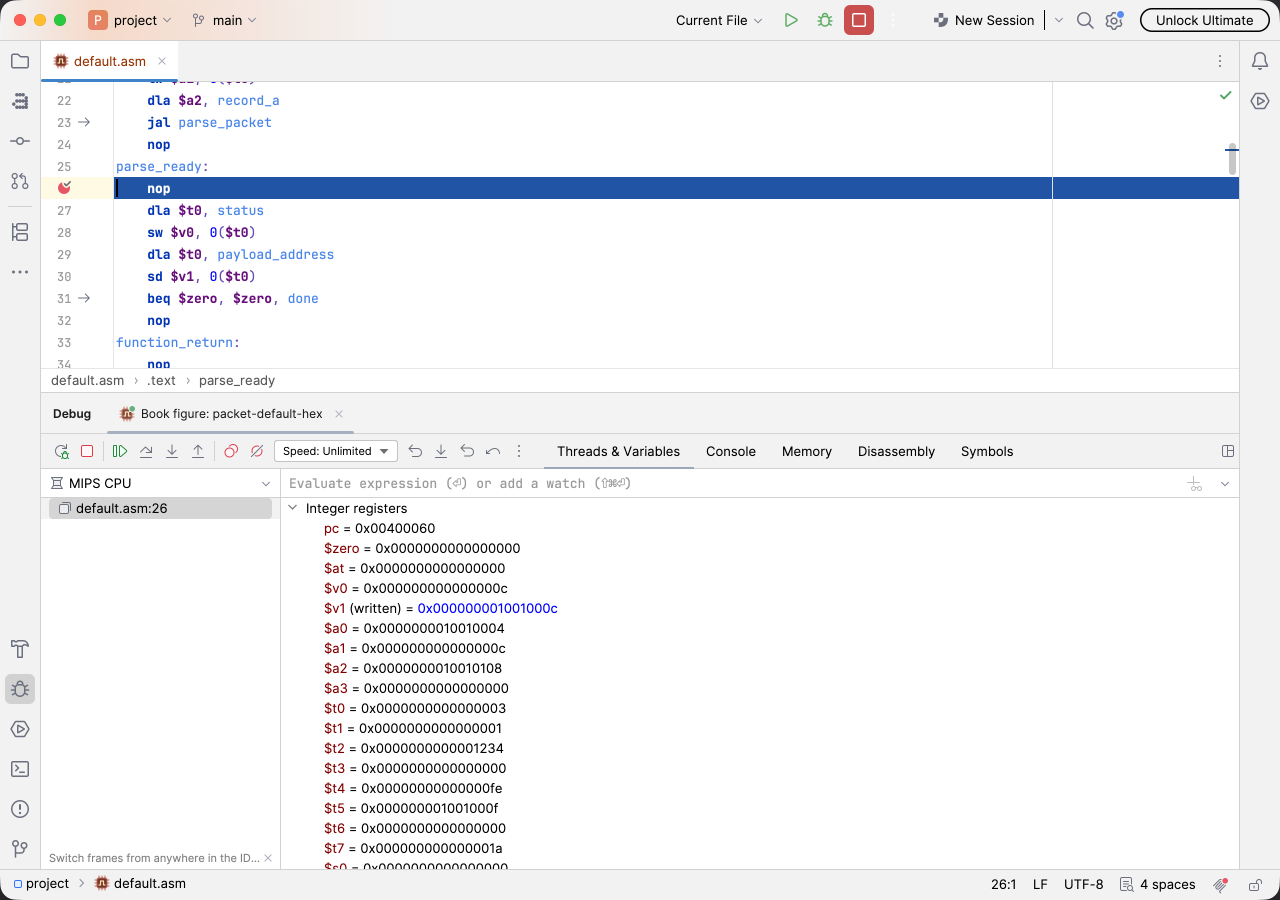 P project main Current File New Session Unlock Ultimate
default.asm
22 dla $a2, record_a
23 jal parse_packet
24 nop
25 parse_ready:
nop
27 dla $t0, status
28 sw $v0, 0($t0)
29 dla $t0, payload_address
30 sd $v1, 0($t0)
31 beq $zero, $zero, done
32 nop
33 function_return:
34 nop
default.asm › .text › parse_ready
Debug Book figure: packet-default-hex
Speed: Unlimited Threads & Variables Console Memory Disassembly Symbols
MIPS CPU
default.asm:26
Evaluate expression (⏎) or add a watch (⇧⌘⏎)
Integer registers
pc = 0x00400060
$zero = 0x0000000000000000
$at = 0x0000000000000000
$v0 = 0x000000000000000c
$v1 (written) = 0x000000001001000c
$a0 = 0x0000000010010004
$a1 = 0x000000000000000c
$a2 = 0x0000000010010108
$a3 = 0x0000000000000000
$t0 = 0x0000000000000003
$t1 = 0x0000000000000001
$t2 = 0x0000000000001234
$t3 = 0x0000000000000000
$t4 = 0x00000000000000fe
$t5 = 0x000000001001000f
$t6 = 0x0000000000000000
$t7 = 0x000000000000001a
$s0 = 0x0000000000000000
Switch frames from anywhere in the ID...
project › default.asm 26:1 LF UTF-8 4 spaces